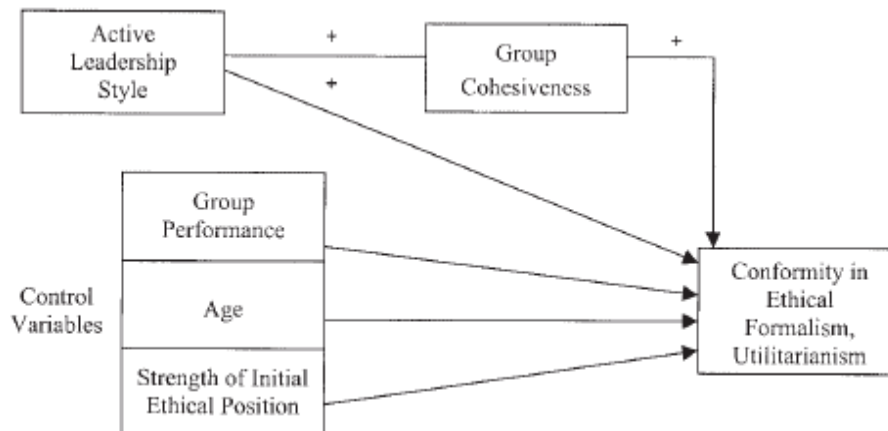 Active
Leadership
Style
+
+
Group
Cohesiveness
+
Group
Performance
Control
Variables
Age
Strength of Initial
Ethical Position
Conformity in
Ethical
Formalism,
Utilitarianism